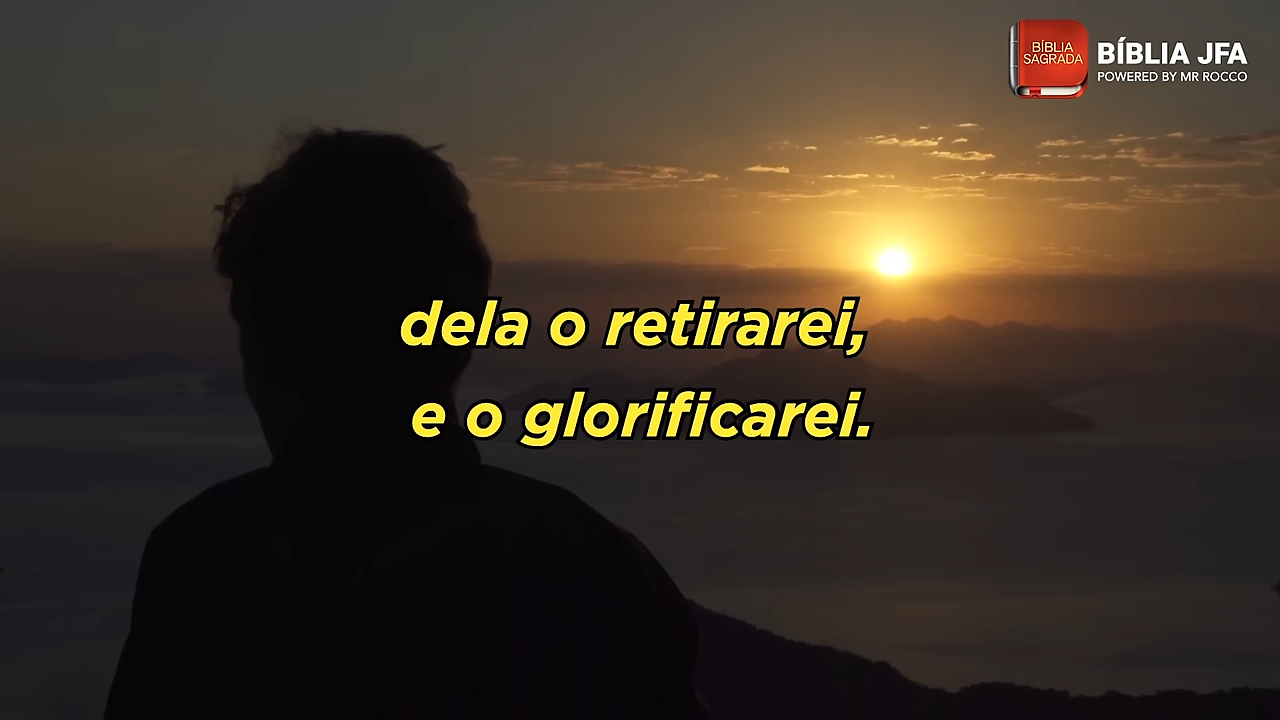 BÍBLIA
SAGRADA
BÍBLIA JFA
POWERED BY MR ROCCO
dela o retirarei,
e o glorificarei.